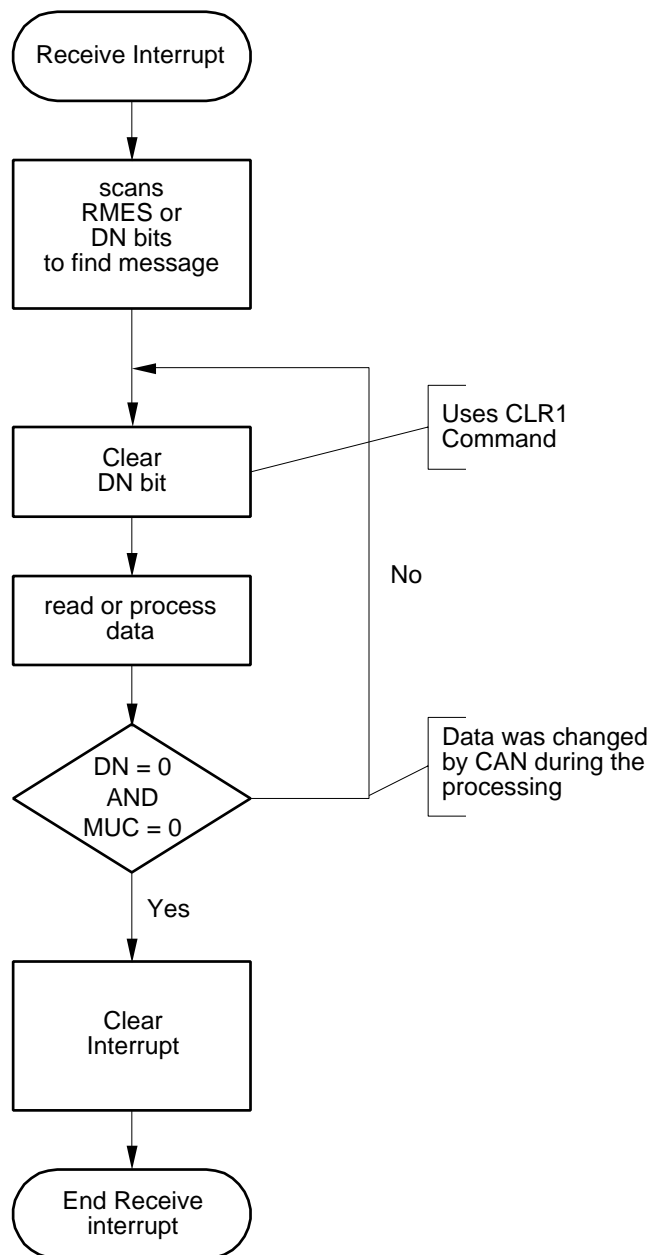 Receive Interrupt
scans
RMES or
DN bits
to find message
Uses CLR1
Command
Clear
DN bit
No
read or process
data
Data was changed
by CAN during the
processing
DN = 0
AND
MUC = 0
Yes
Clear
Interrupt
End Receive
interrupt